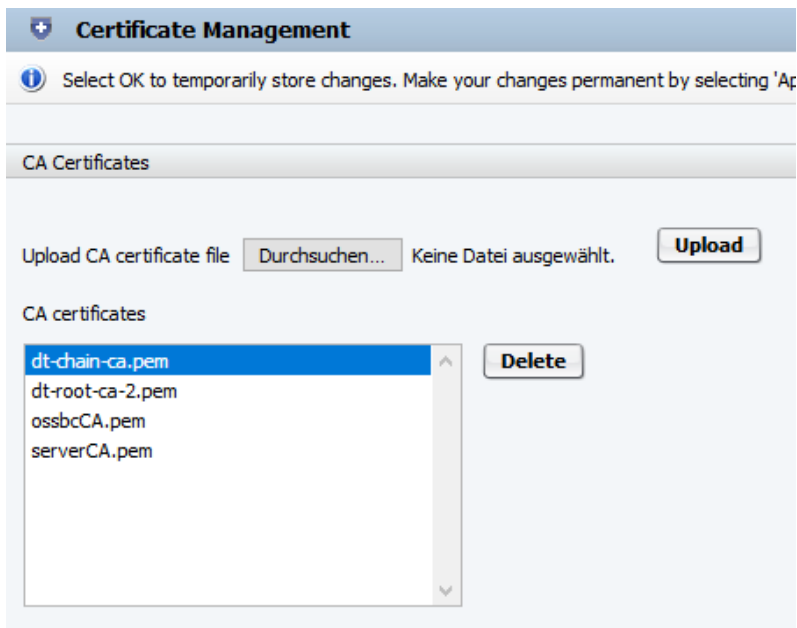 Certificate Management
Select OK to temporarily store changes. Make your changes permanent by selecting 'Ap
CA Certificates
Upload CA certificate file Durchsuchen... Keine Datei ausgewählt. Upload
CA certificates
dt-chain-ca.pem Delete
dt-root-ca-2.pem
ossbcCA.pem
serverCA.pem